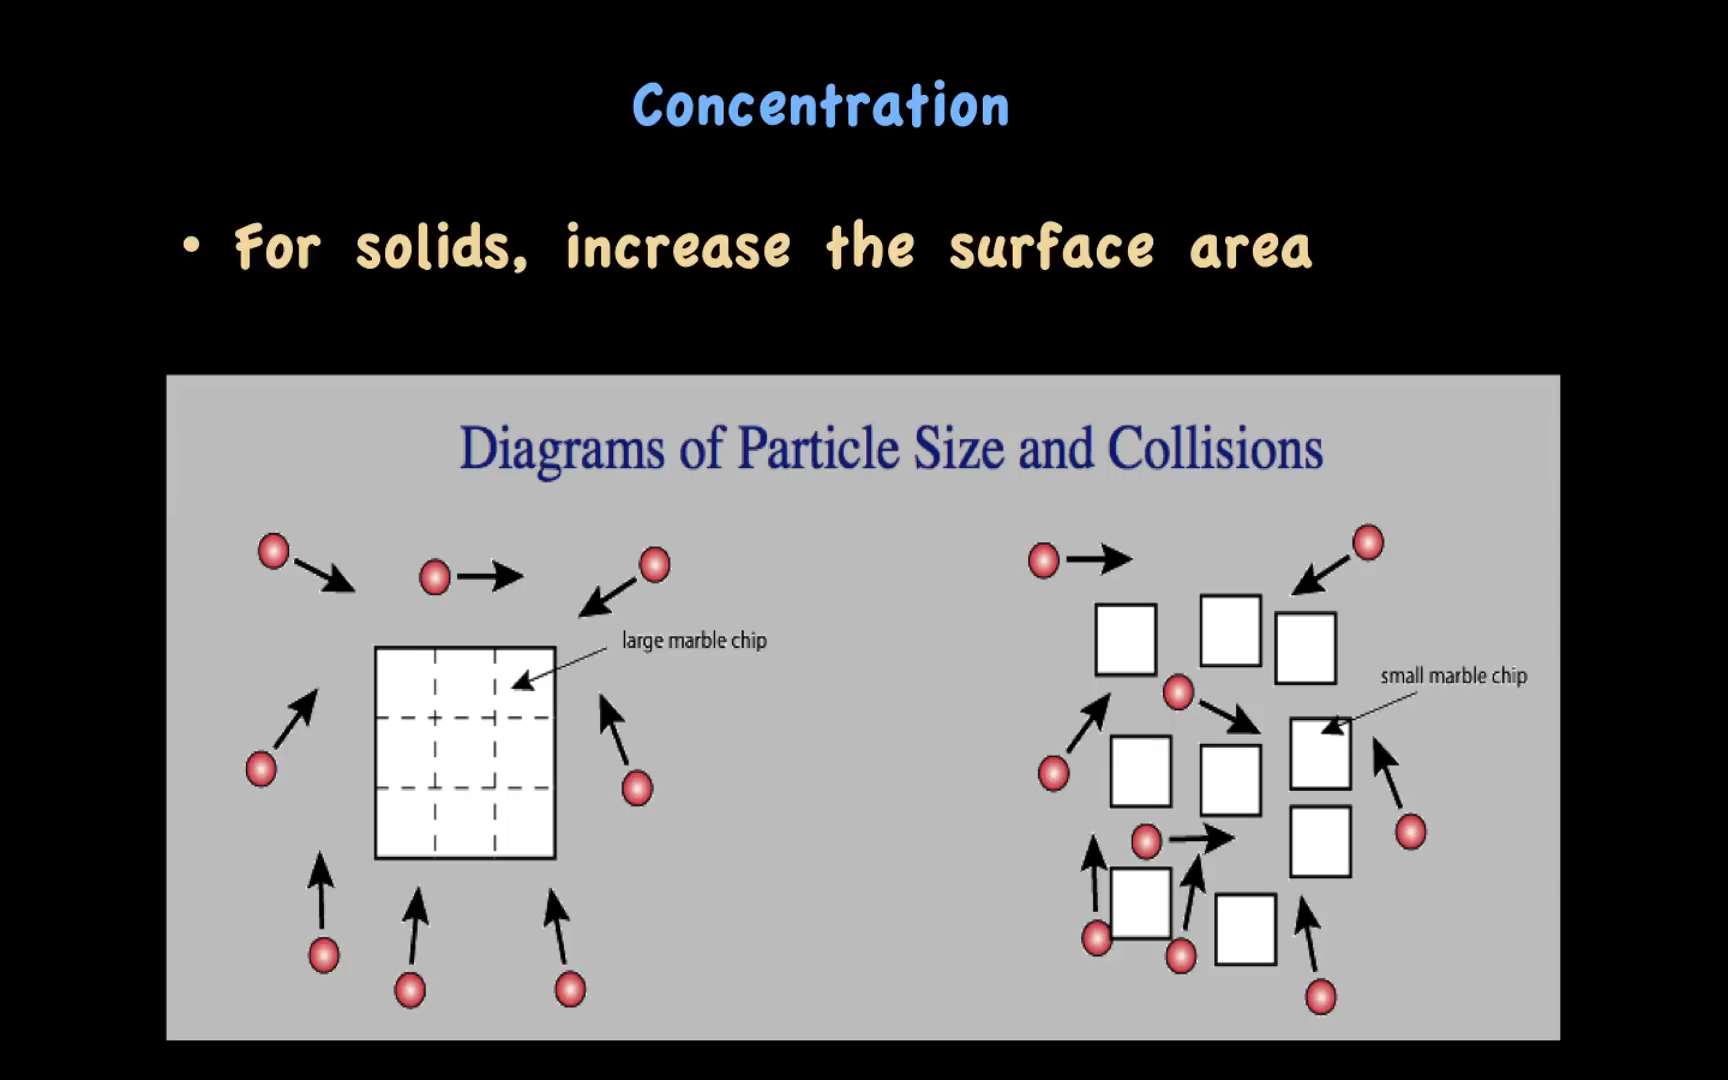 Concentration
• For solids, increase the surface area
Diagrams of Particle Size and Collisions
large marble chip
small marble chip